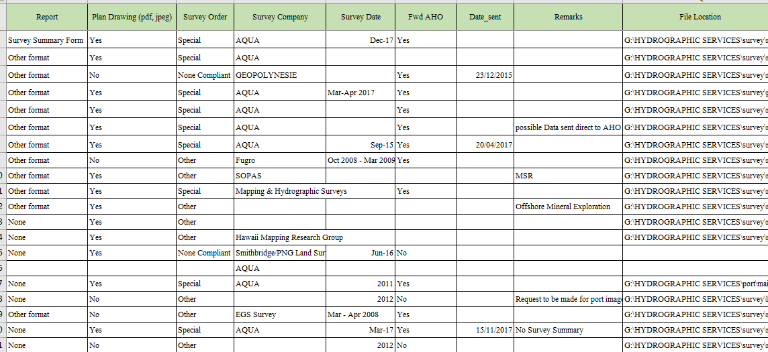 Report Plan Drawing (pdf, jpeg) Survey Order Survey Company Survey Date Fwd AHO Date_sent Remarks File Location
Survey Summary Form Yes Special AQUA Dec-17 Yes G:\HYDROGRAPHIC SERVICES\survey's
Other format Yes Special AQUA G:\HYDROGRAPHIC SERVICES\survey's
Other format No None Compliant GEOPOLYNESIE Yes 23/12/2015 G:\HYDROGRAPHIC SERVICES\survey's
Other format Yes Special AQUA Mar-Apr 2017 Yes G:\HYDROGRAPHIC SERVICES\survey's
Other format Yes Special AQUA Yes G:\HYDROGRAPHIC SERVICES\survey's
Other format Yes Special AQUA Yes possible Data sent direct to AHO G:\HYDROGRAPHIC SERVICES\survey's
Other format Yes Special AQUA Sep-15 Yes 20/04/2017 G:\HYDROGRAPHIC SERVICES\survey's
Other format No Other Fugro Oct 2008 - Mar 2009 Yes G:\HYDROGRAPHIC SERVICES\survey's
Other format Yes Other SOPAS MSR G:\HYDROGRAPHIC SERVICES\survey's
Other format Yes Special Mapping & Hydrographic Surveys Yes G:\HYDROGRAPHIC SERVICES\survey's
Other format Yes Other Offshore Mineral Exploration G:\HYDROGRAPHIC SERVICES\survey's
None Yes Other G:\HYDROGRAPHIC SERVICES\survey's
None Yes Other Hawaii Mapping Research Group G:\HYDROGRAPHIC SERVICES\survey's
None Yes None Compliant Smithbridge/PNG Land Sur Jun-16 No
AQUA
None Yes Special AQUA 2011 Yes G:\HYDROGRAPHIC SERVICES\port\mai
None No Other 2012 No Request to be made for port imag G:\HYDROGRAPHIC SERVICES\survey's
Other format No Other EGS Survey Mar - Apr 2008 Yes G:\HYDROGRAPHIC SERVICES\survey's
None Yes Special AQUA Mar-17 Yes 15/11/2017 No Survey Summary G:\HYDROGRAPHIC SERVICES\survey's
None No Other 2012 No G:\HYDROGRAPHIC SERVICES\survey's